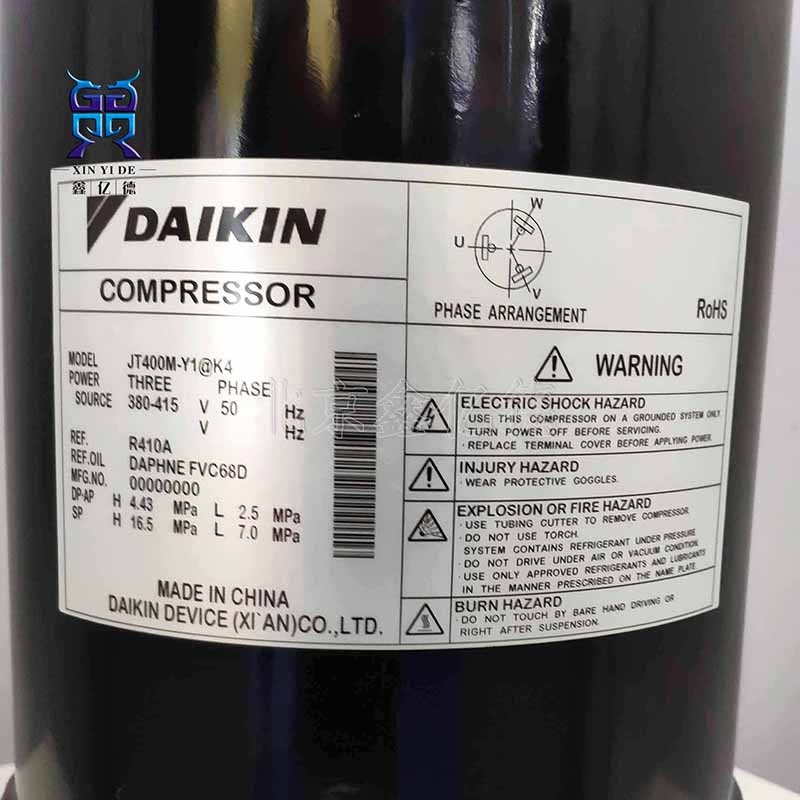 XIN YI DE
鑫亿德
DAIKIN
COMPRESSOR
MODEL JT400M-Y1@K4
POWER THREE PHASE
SOURCE 380-415 V 50 Hz
V Hz
REF. R410A
REF.OIL DAPHNE FVC68D
MFG.NO. 00000000
DP-AP H 4.43 MPa L 2.5 MPa
SP H 16.5 MPa L 7.0 MPa
MADE IN CHINA
DAIKIN DEVICE (XI`AN)CO.,LTD.
W
U
V
PHASE ARRANGEMENT
RoHS
WARNING
ELECTRIC SHOCK HAZARD
· USE THIS COMPRESSOR ON A GROUNDED SYSTEM ONLY.
· TURN POWER OFF BEFORE SERVICING.
· REPLACE TERMINAL COVER BEFORE APPLYING POWER.
INJURY HAZARD
· WEAR PROTECTIVE GOGGLES.
EXPLOSION OR FIRE HAZARD
· USE TUBING CUTTER TO REMOVE COMPRESSOR.
· DO NOT USE TORCH.
SYSTEM CONTAINS REFRIGERANT UNDER PRESSURE
· DO NOT DRIVE UNDER AIR OR VACUUM CONDITION.
· USE ONLY APPROVED REFRIGERANTS AND LUBRICANTS
IN THE MANNER PRESCRIBED ON THE NAME PLATE.
BURN HAZARD
· DO NOT TOUCH BY BARE HAND DRIVING OR
RIGHT AFTER SUSPENSION.